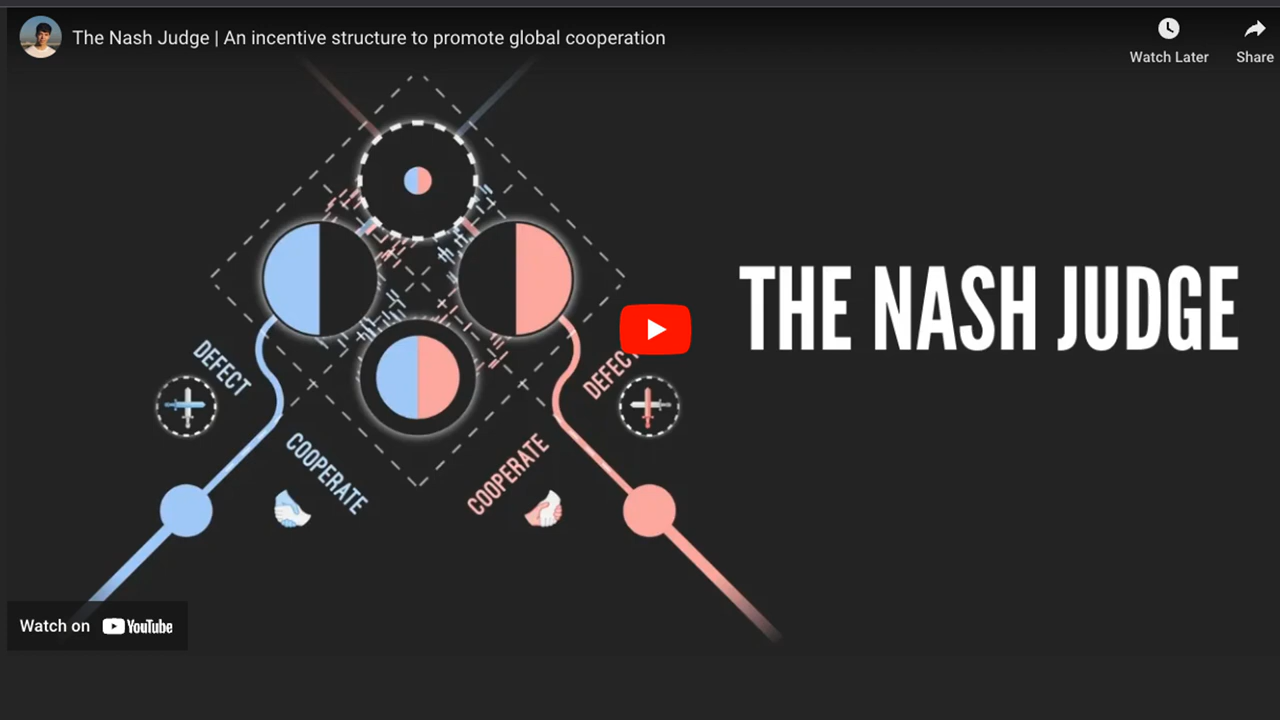 The Nash Judge | An incentive structure to promote global cooperation
Watch Later
Share
THE NASH JUDGE
DEFECT
DEFECT
COOPERATE
COOPERATE
Watch on YouTube